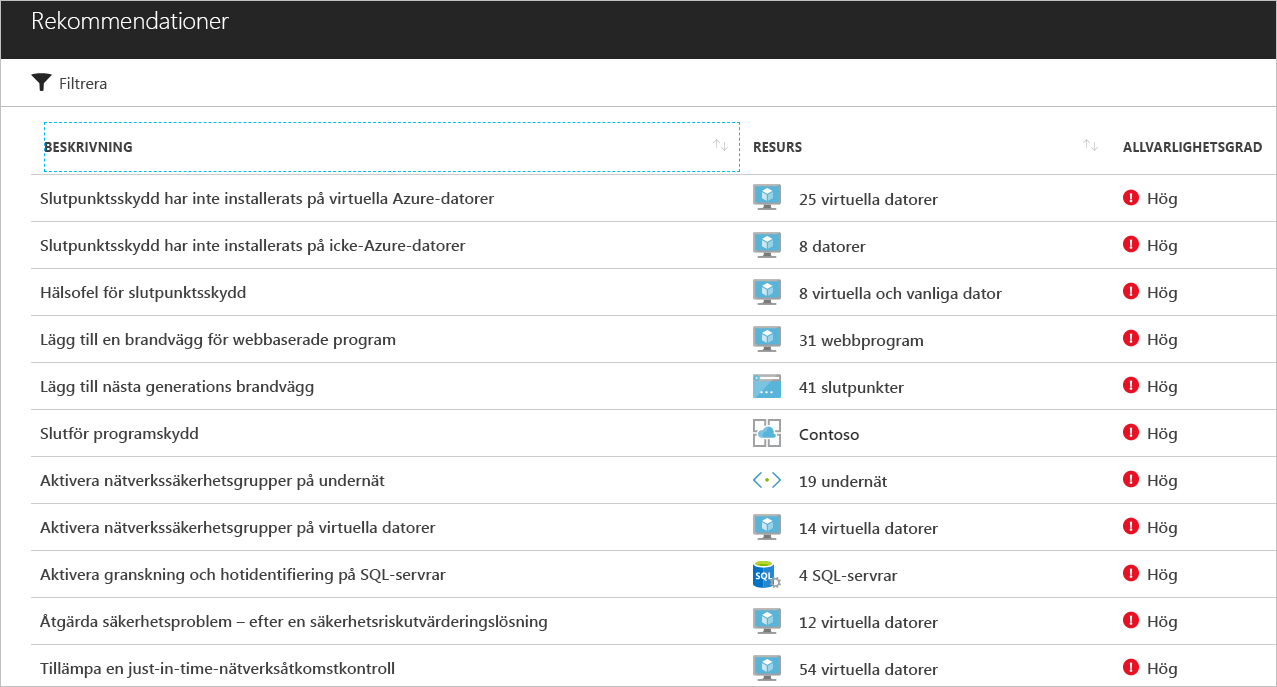 Rekommendationer
Filtrera
BESKRIVNING RESURS ALLVARLIGHETSGRAD
Slutpunktsskydd har inte installerats på virtuella Azure-datorer 25 virtuella datorer Hög
Slutpunktsskydd har inte installerats på icke-Azure-datorer 8 datorer Hög
Hälsofel för slutpunktsskydd 8 virtuella och vanliga dator Hög
Lägg till en brandvägg för webbaserade program 31 webbprogram Hög
Lägg till nästa generations brandvägg 41 slutpunkter Hög
Slutför programskydd Contoso Hög
Aktivera nätverkssäkerhetsgrupper på undernät 19 undernät Hög
Aktivera nätverkssäkerhetsgrupper på virtuella datorer 14 virtuella datorer Hög
Aktivera granskning och hotidentifiering på SQL-servrar SQL 4 SQL-servrar Hög
Åtgärda säkerhetsproblem – efter en säkerhetsriskutvärderingslösning 12 virtuella datorer Hög
Tillämpa en just-in-time-nätverksåtkomstkontroll 54 virtuella datorer Hög